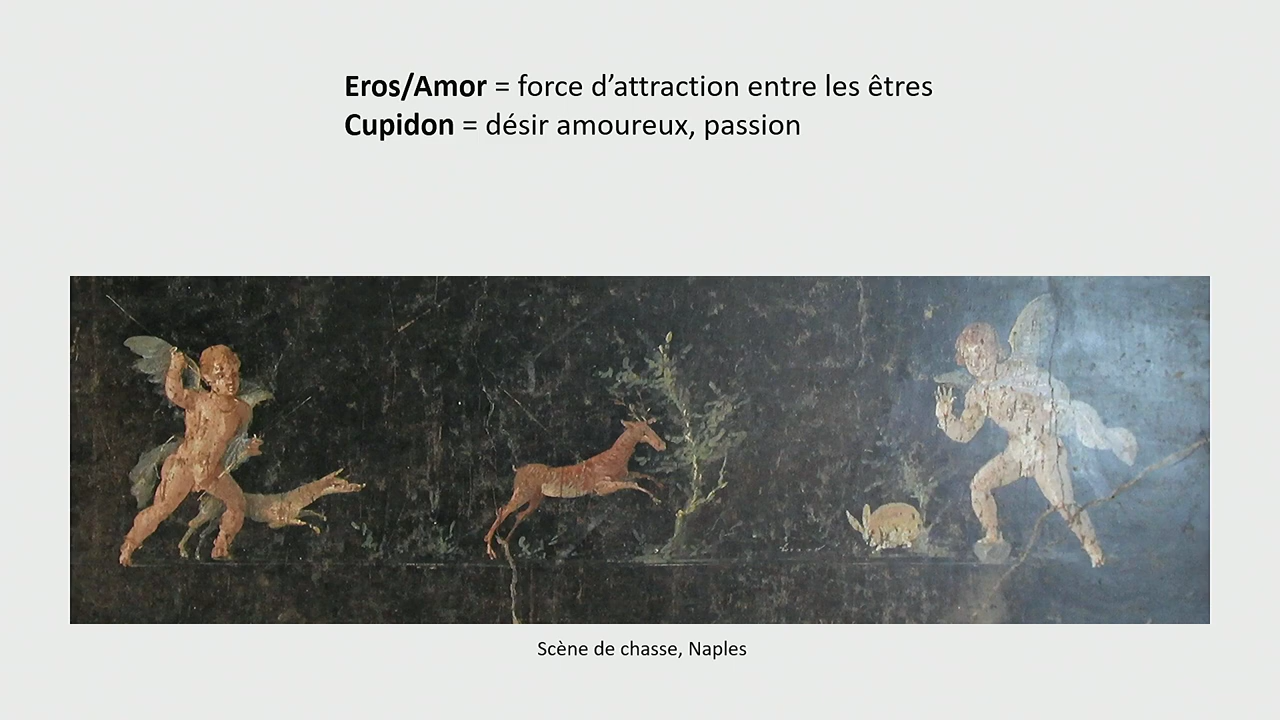 Eros/Amor = force d’attraction entre les êtres
Cupidon = désir amoureux, passion
Scène de chasse, Naples